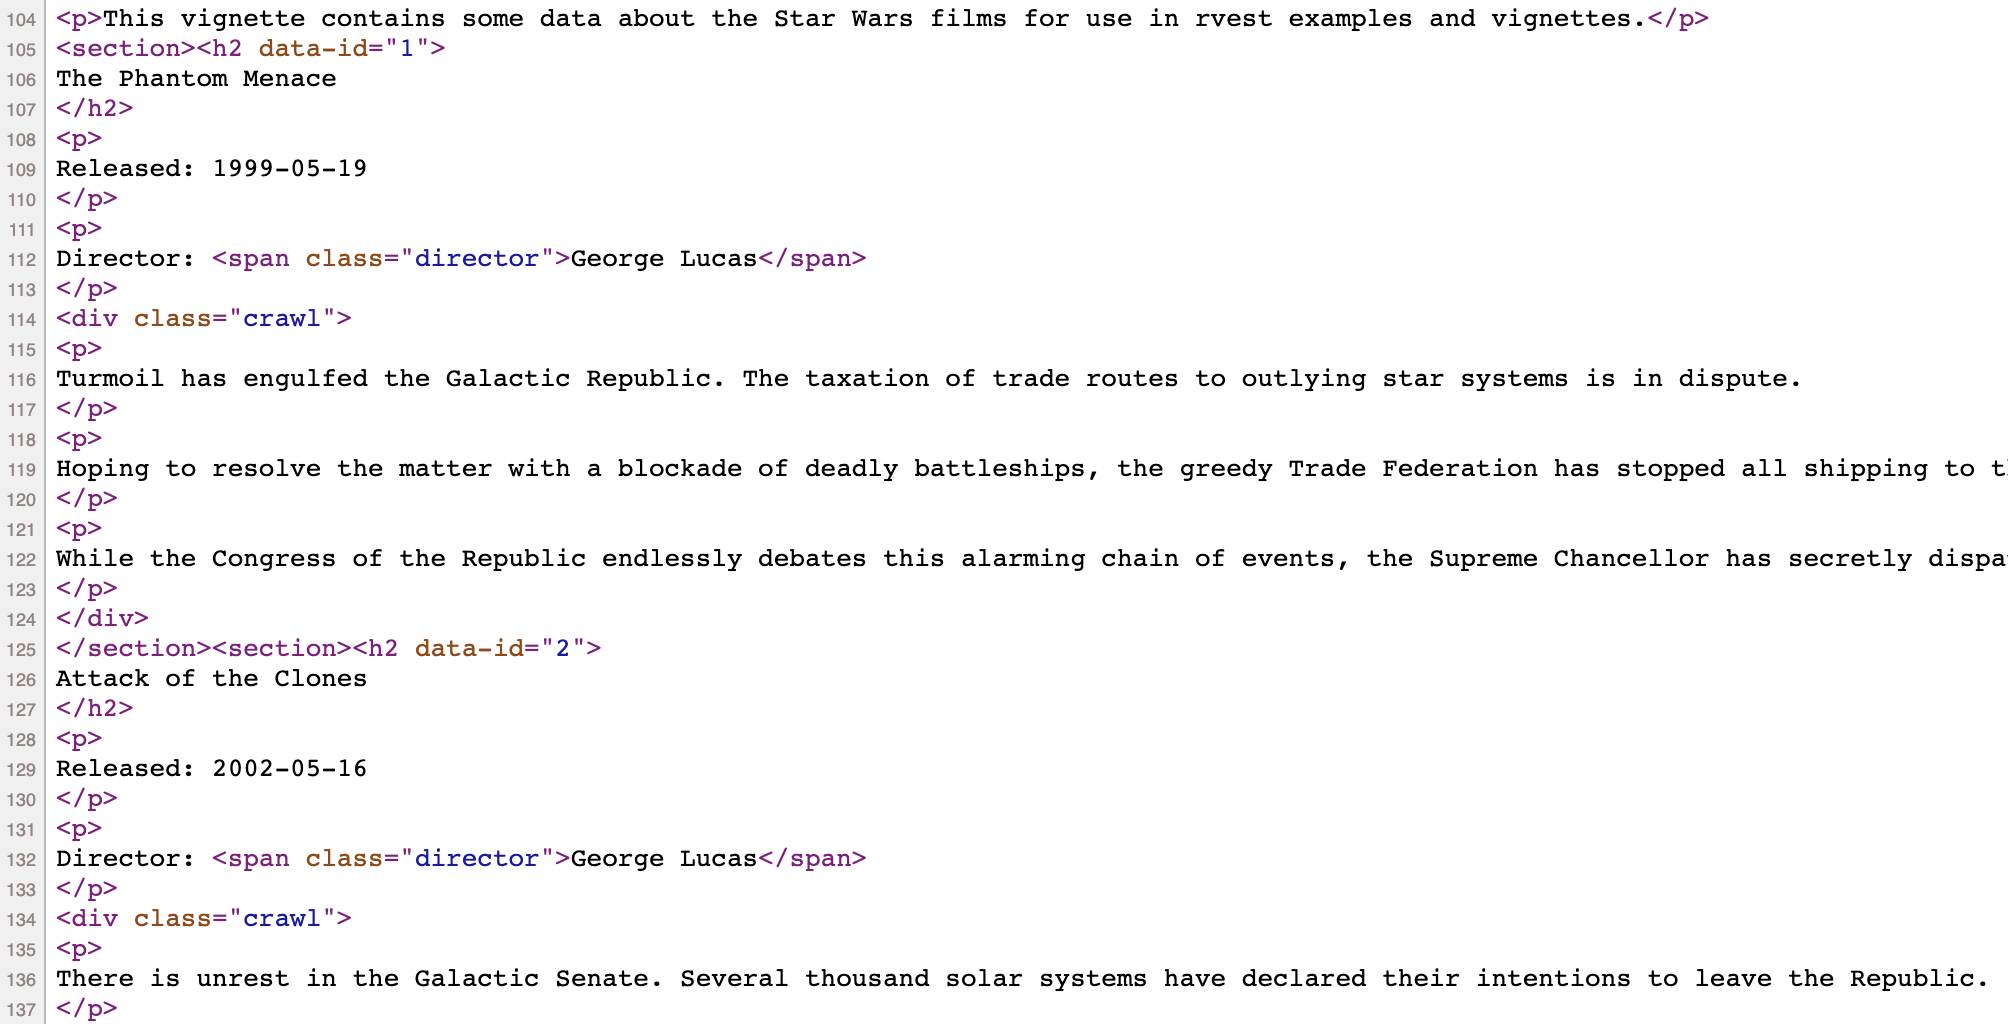 104 <p>This vignette contains some data about the Star Wars films for use in rvest examples and vignettes.</p>
105 <section><h2 data-id="1">
106 The Phantom Menace
107 </h2>
108 <p>
109 Released: 1999-05-19
110 </p>
111 <p>
112 Director: <span class="director">George Lucas</span>
113 </p>
114 <div class="crawl">
115 <p>
116 Turmoil has engulfed the Galactic Republic. The taxation of trade routes to outlying star systems is in dispute.
117 </p>
118 <p>
119 Hoping to resolve the matter with a blockade of deadly battleships, the greedy Trade Federation has stopped all shipping to
120 </p>
121 <p>
122 While the Congress of the Republic endlessly debates this alarming chain of events, the Supreme Chancellor has secretly
123 </p>
124 </div>
125 </section><section><h2 data-id="2">
126 Attack of the Clones
127 </h2>
128 <p>
129 Released: 2002-05-16
130 </p>
131 <p>
132 Director: <span class="director">George Lucas</span>
133 </p>
134 <div class="crawl">
135 <p>
136 There is unrest in the Galactic Senate. Several thousand solar systems have declared their intentions to leave the Republic.
137 </p>